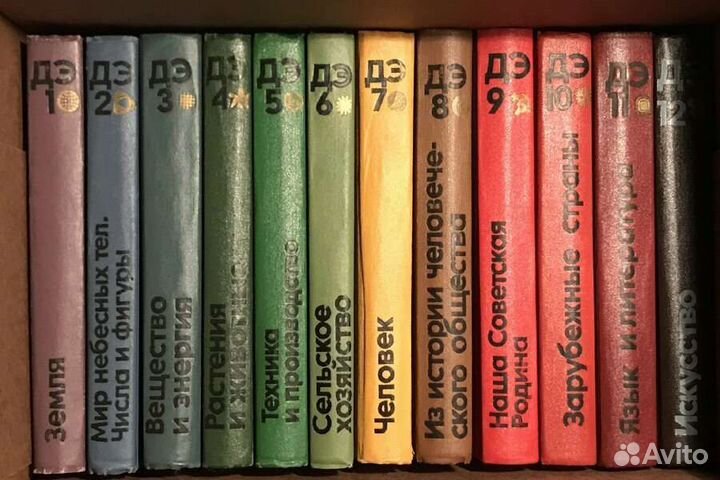 ДЭ
1
Земля
ДЭ
2
Мир небесных тел.
Числа и фигуры
ДЭ
3
Вещество
и энергия
ДЭ
4
Растения
и животные
ДЭ
5
Техника
и производство
ДЭ
6
Сельское
хозяйство
ДЭ
7
Человек
ДЭ
8
Из истории человече-
ского общества
ДЭ
9
Наша Советская
Родина
ДЭ
10
Зарубежные страны
ДЭ
11
Язык и литература
ДЭ
12
Искусство
Avito